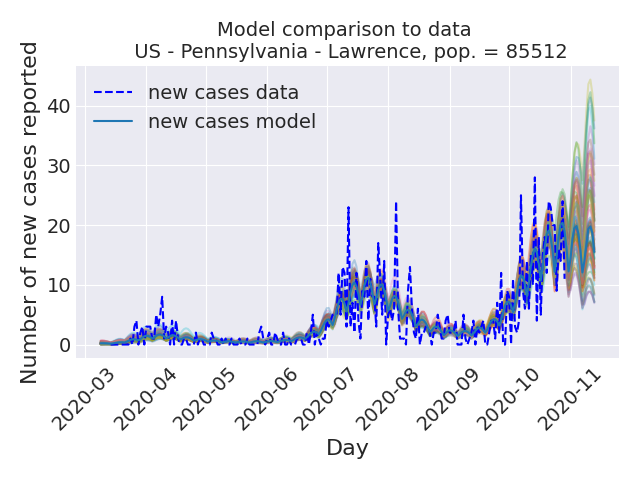 Model comparison to data
US - Pennsylvania - Lawrence, pop. = 85512
new cases data
new cases model
Number of new cases reported
40
30
20
10
0
2020-03
2020-04
2020-05
2020-06
2020-07
2020-08
2020-09
2020-10
2020-11
Day